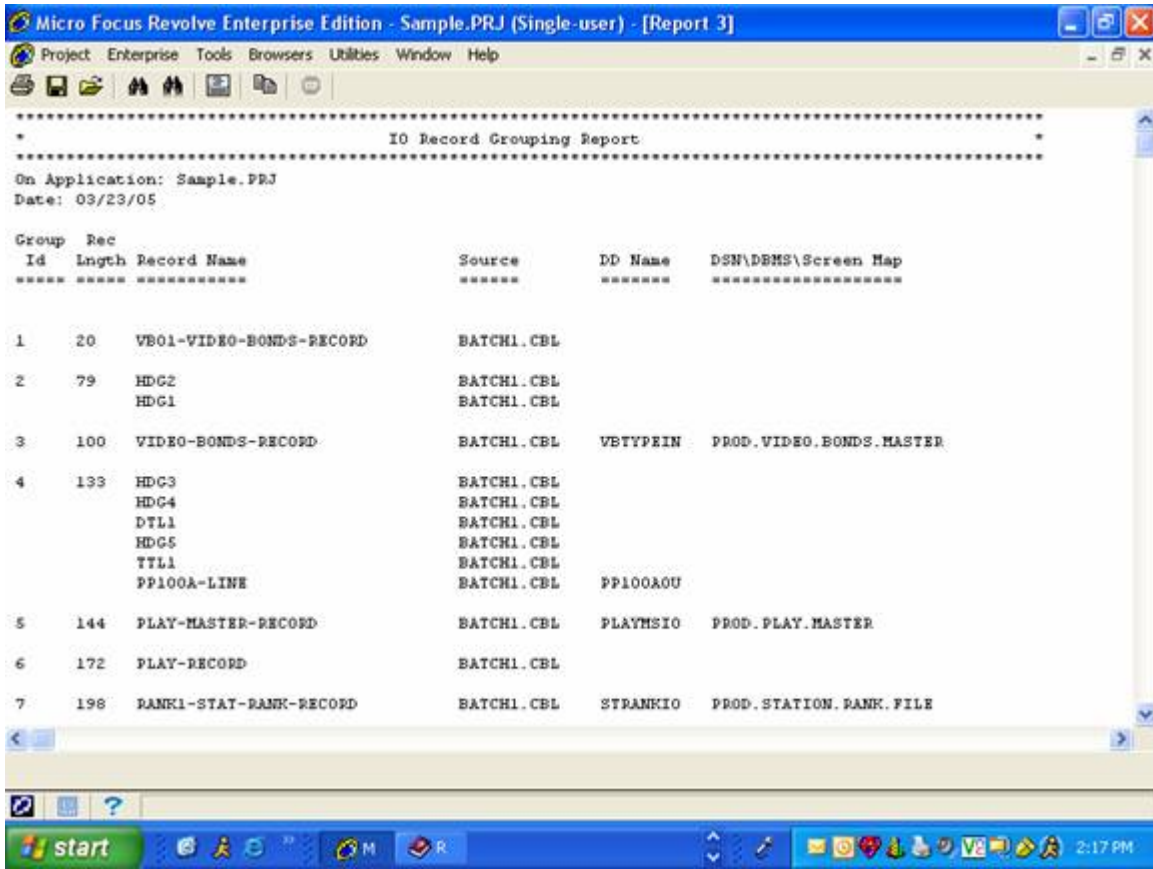 Micro Focus Revolve Enterprise Edition - Sample.PRJ (Single-user) - [Report 3]
Project Enterprise Tools Browsers Utilities Window Help
********************************************************************************
* IO Record Grouping Report *
********************************************************************************
On Application: Sample.PRJ
Date: 03/23/05
Group Rec
Id Lngth Record Name Source DD Name DSN\DBMS\Screen Map
===== ===== =========== ====== ======= ===================
1 20 VB01-VIDEO-BONDS-RECORD BATCH1.CBL
2 79 HDG2 BATCH1.CBL
HDG1 BATCH1.CBL
3 100 VIDEO-BONDS-RECORD BATCH1.CBL VBTYPEIN PROD.VIDEO.BONDS.MASTER
4 133 HDG3 BATCH1.CBL
HDG4 BATCH1.CBL
DTL1 BATCH1.CBL
HDG5 BATCH1.CBL
TTL1 BATCH1.CBL
PP100A-LINE BATCH1.CBL PP100AOU
5 144 PLAY-MASTER-RECORD BATCH1.CBL PLAYMSIO PROD.PLAY.MASTER
6 172 PLAY-RECORD BATCH1.CBL
7 198 RANK1-STAT-RANK-RECORD BATCH1.CBL STRANKIO PROD.STATION.RANK.FILE
start M R 2:17 PM